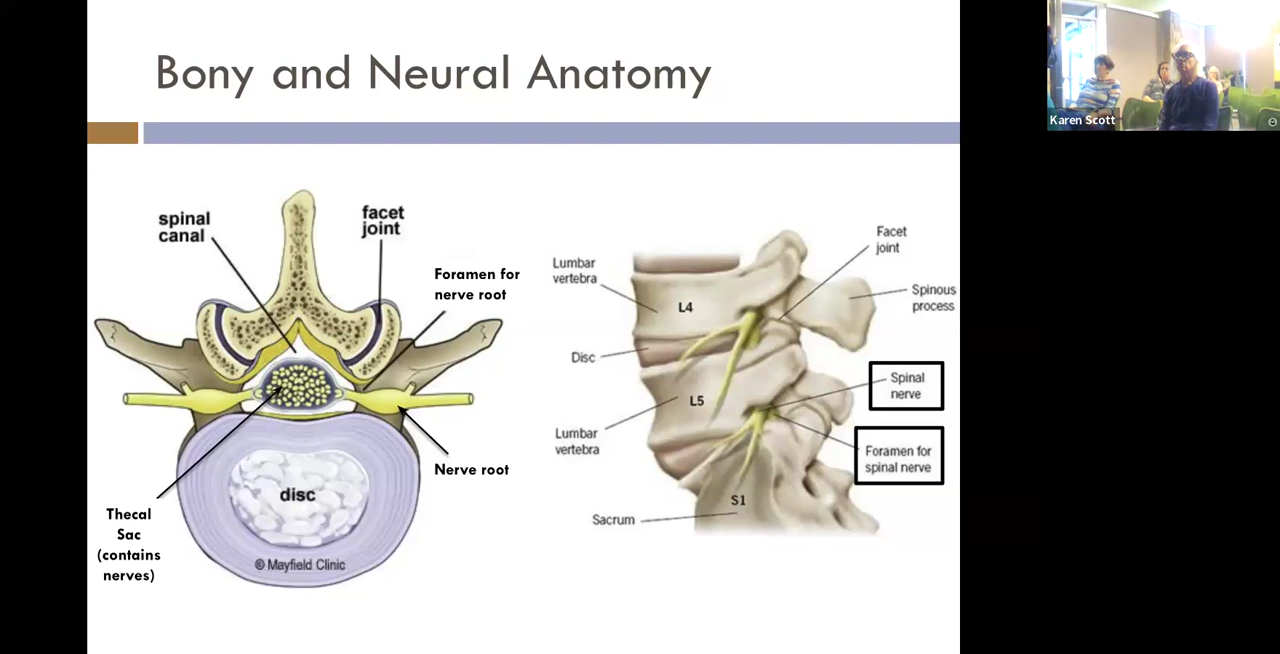 Bony and Neural Anatomy
Karen Scott
spinal
canal
facet
joint
Foramen for
nerve root
Nerve root
disc
Thecal
Sac
(contains
nerves)
© Mayfield Clinic
Facet
joint
Lumbar
vertebra
L4
Spinous
process
Disc
L5
Spinal
nerve
Lumbar
vertebra
Foramen for
spinal nerve
S1
Sacrum